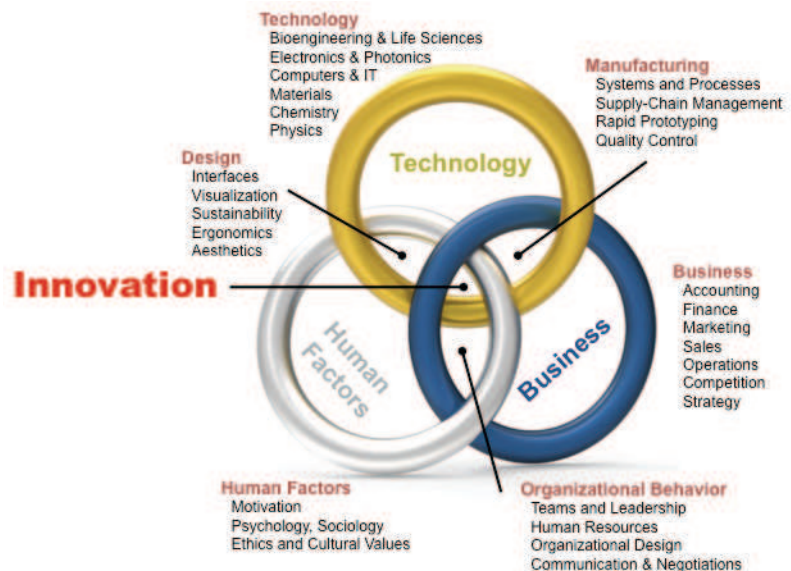 Technology
Bioengineering & Life Sciences
Electronics & Photonics
Computers & IT
Materials
Chemistry
Physics
Manufacturing
Systems and Processes
Supply-Chain Management
Rapid Prototyping
Quality Control
Technology
Design
Interfaces
Visualization
Sustainability
Ergonomics
Aesthetics
Innovation
Business
Accounting
Finance
Marketing
Sales
Operations
Competition
Strategy
Human
Factors
Business
Human Factors
Motivation
Psychology, Sociology
Ethics and Cultural Values
Organizational Behavior
Teams and Leadership
Human Resources
Organizational Design
Communication & Negotiations